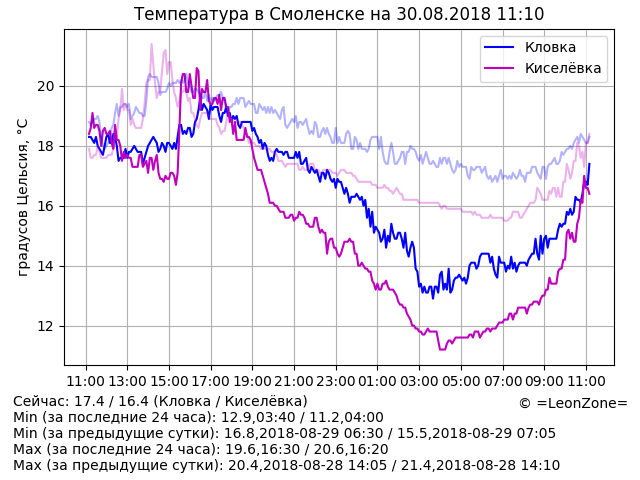 Температура в Смоленске на 30.08.2018 11:10
Кловка
Киселёвка
градусов Цельсия, °C
20
18
16
14
12
11:00 13:00 15:00 17:00 19:00 21:00 23:00 01:00 03:00 05:00 07:00 09:00 11:00
Сейчас: 17.4 / 16.4 (Кловка / Киселёвка)
© =LeonZone=
Min (за последние 24 часа): 12.9,03:40 / 11.2,04:00
Min (за предыдущие сутки): 16.8,2018-08-29 06:30 / 15.5,2018-08-29 07:05
Max (за последние 24 часа): 19.6,16:30 / 20.6,16:20
Max (за предыдущие сутки): 20.4,2018-08-28 14:05 / 21.4,2018-08-28 14:10